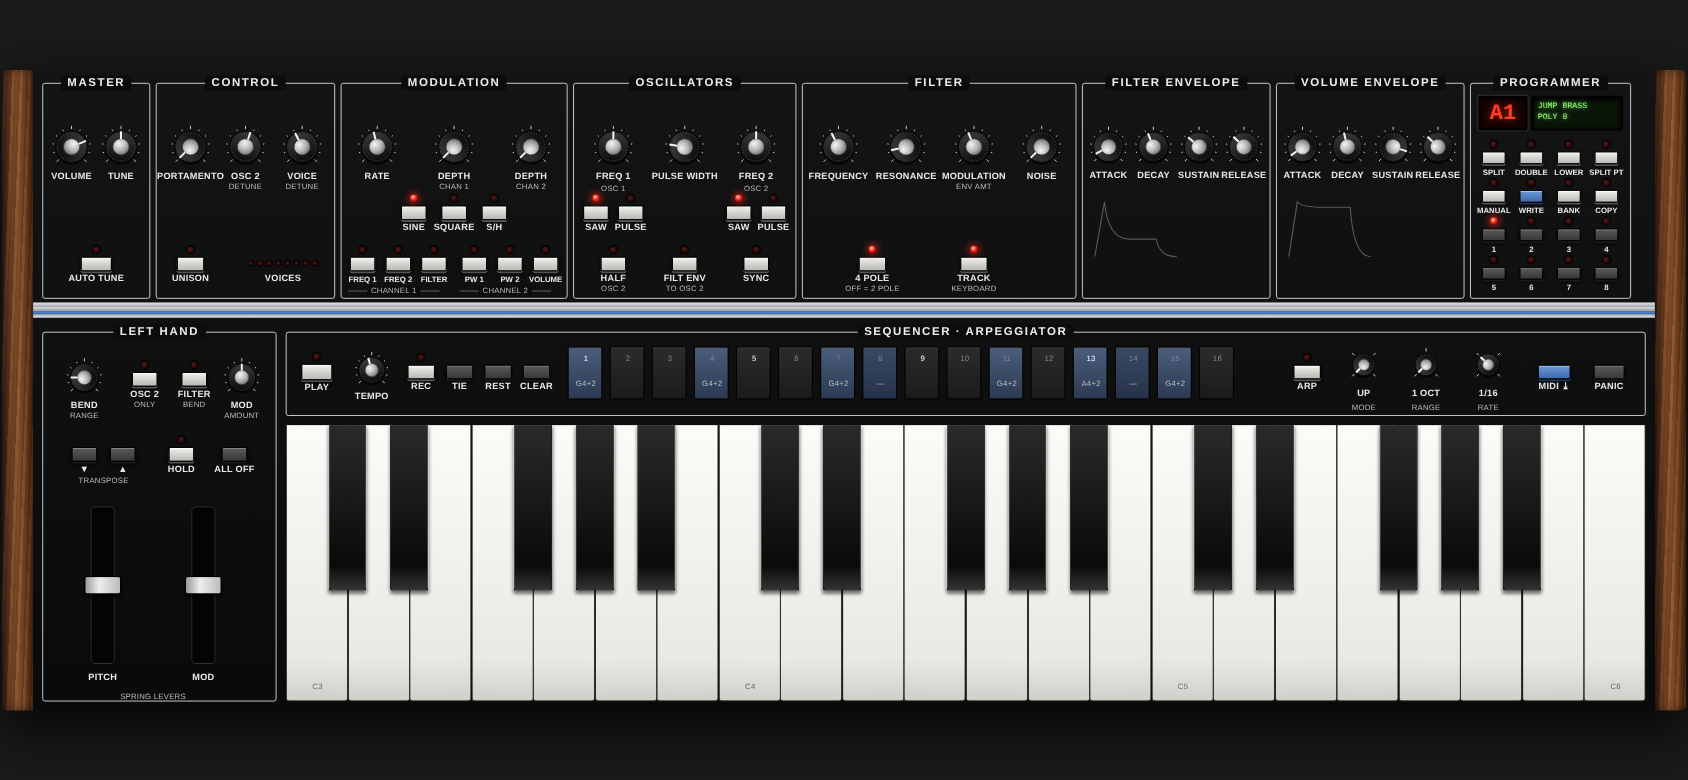 MASTER
CONTROL
MODULATION
OSCILLATORS
FILTER
FILTER ENVELOPE
VOLUME ENVELOPE
PROGRAMMER
A1
JUMP BRASS
POLY 8
VOLUME TUNE
AUTO TUNE
PORTAMENTO OSC 2 VOICE
DETUNE DETUNE
UNISON VOICES
RATE DEPTH DEPTH
CHAN 1 CHAN 2
SINE SQUARE S/H
FREQ 1 FREQ 2 FILTER PW 1 PW 2 VOLUME
CHANNEL 1 CHANNEL 2
FREQ 1 PULSE WIDTH FREQ 2
OSC 1 OSC 2
SAW PULSE SAW PULSE
HALF FILT ENV SYNC
OSC 2 TO OSC 2
FREQUENCY RESONANCE MODULATION NOISE
ENV AMT
4 POLE TRACK
OFF = 2 POLE KEYBOARD
ATTACK DECAY SUSTAIN RELEASE
ATTACK DECAY SUSTAIN RELEASE
SPLIT DOUBLE LOWER SPLIT PT
MANUAL WRITE BANK COPY
1 2 3 4
5 6 7 8
LEFT HAND
BEND OSC 2 FILTER MOD
RANGE ONLY BEND AMOUNT
▼ ▲ HOLD ALL OFF
TRANSPOSE
PITCH MOD
SPRING LEVERS
SEQUENCER · ARPEGGIATOR
PLAY TEMPO REC TIE REST CLEAR
1 2 3 4 5 6 7 8 9 10 11 12 13 14 15 16
G4+2 G4+2 G4+2 — G4+2 A4+2 — G4+2
ARP UP 1 OCT 1/16 MIDI ⤓ PANIC
MODE RANGE RATE
C3 C4 C5 C6